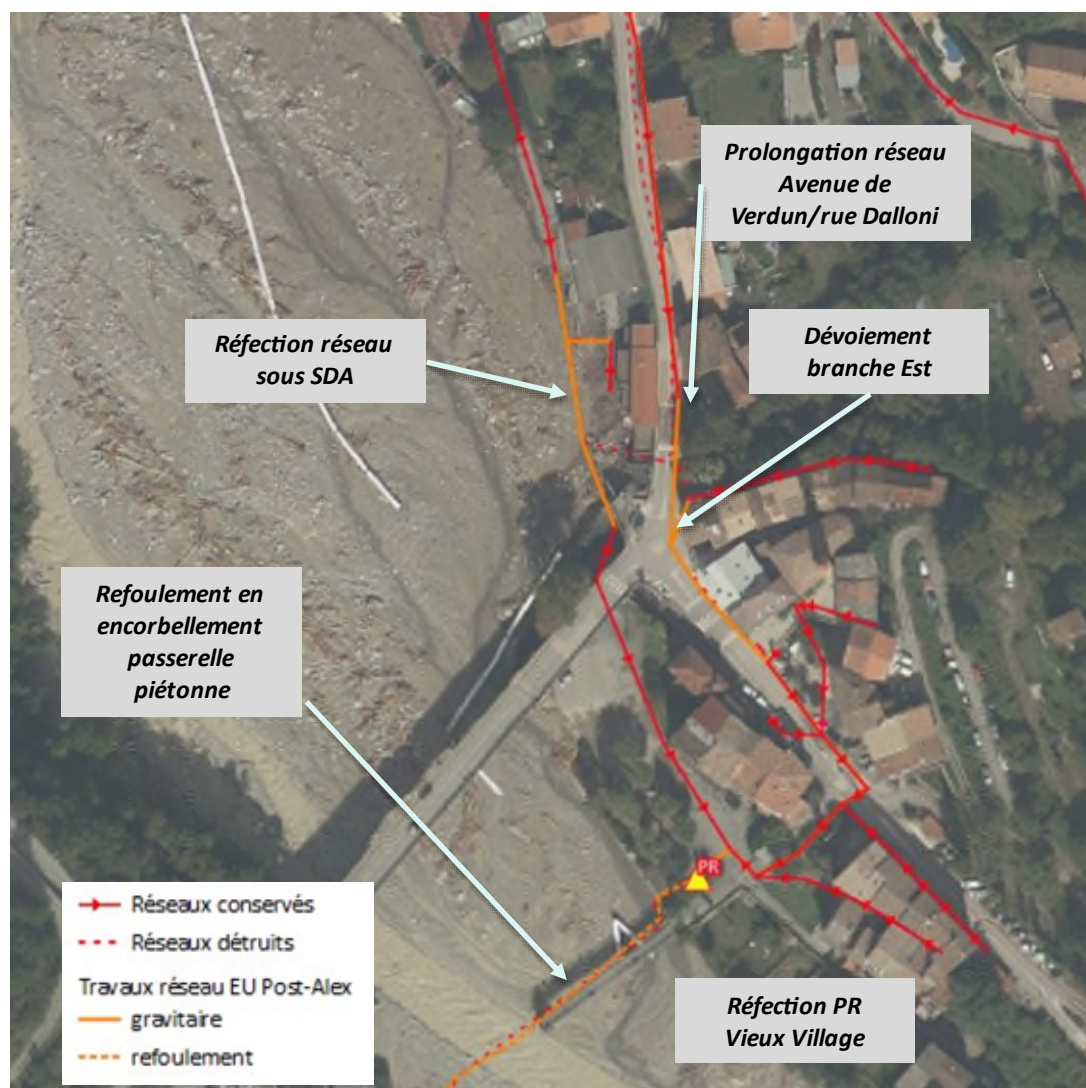 Prolongation réseau
Avenue de
Verdun/rue Dalloni
Réfection réseau
sous SDA
Dévoiement
branche Est
Refoulement en
encorbellement
passerelle
piétonne
PR
Réseaux conservés
Réseaux détruits
Travaux réseau EU Post-Alex
gravitaire
refoulement
Réfection PR
Vieux Village